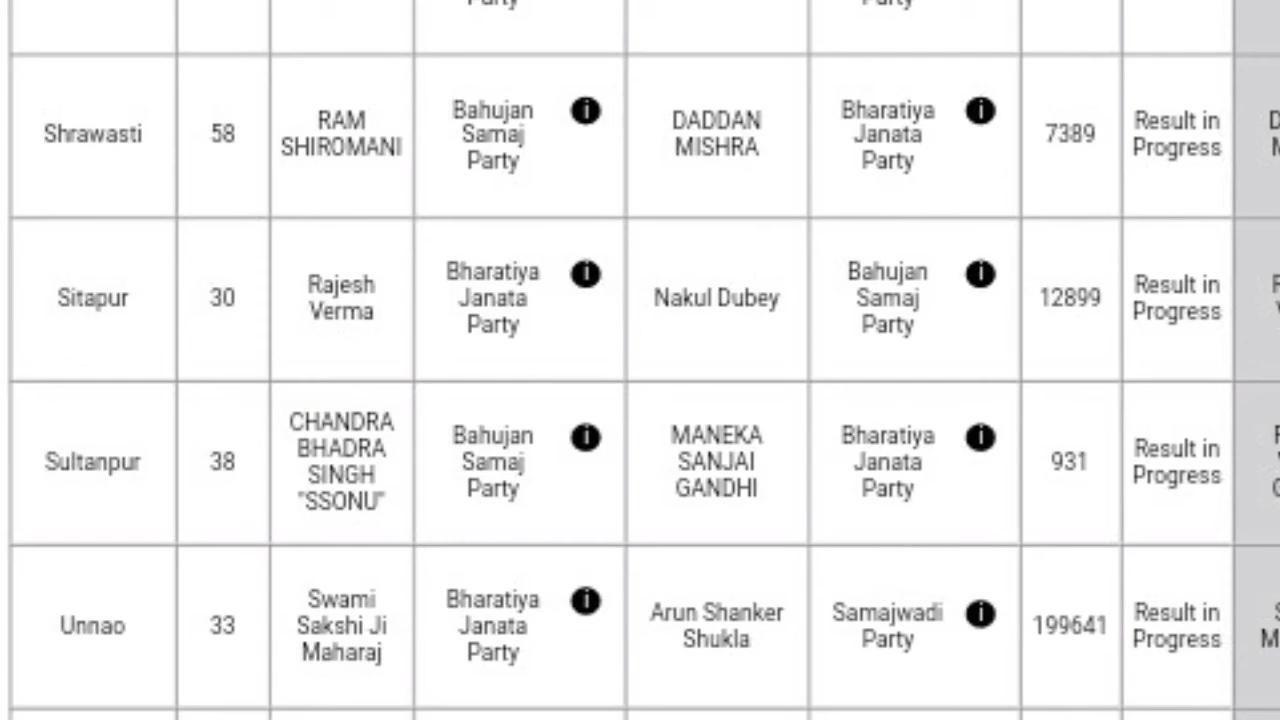 Party
Party
Shrawasti
58
RAM
SHIROMANI
Bahujan
Samaj
Party
i
DADDAN
MISHRA
Bharatiya
Janata
Party
i
7389
Result in
Progress
Sitapur
30
Rajesh
Verma
Bharatiya
Janata
Party
i
Nakul Dubey
Bahujan
Samaj
Party
i
12899
Result in
Progress
Sultanpur
38
CHANDRA
BHADRA
SINGH
"SSONU"
Bahujan
Samaj
Party
i
MANEKA
SANJAI
GANDHI
Bharatiya
Janata
Party
i
931
Result in
Progress
Unnao
33
Swami
Sakshi Ji
Maharaj
Bharatiya
Janata
Party
i
Arun Shanker
Shukla
Samajwadi
Party
i
199641
Result in
Progress